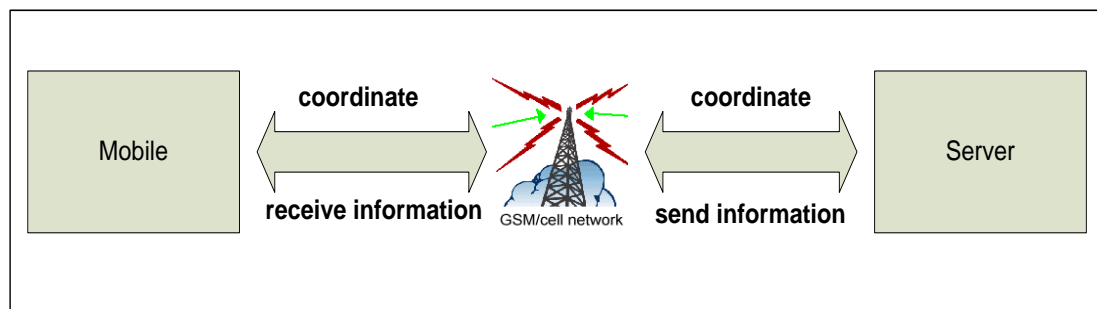 coordinate
coordinate
Mobile
Server
receive information
send information
GSM/cell network